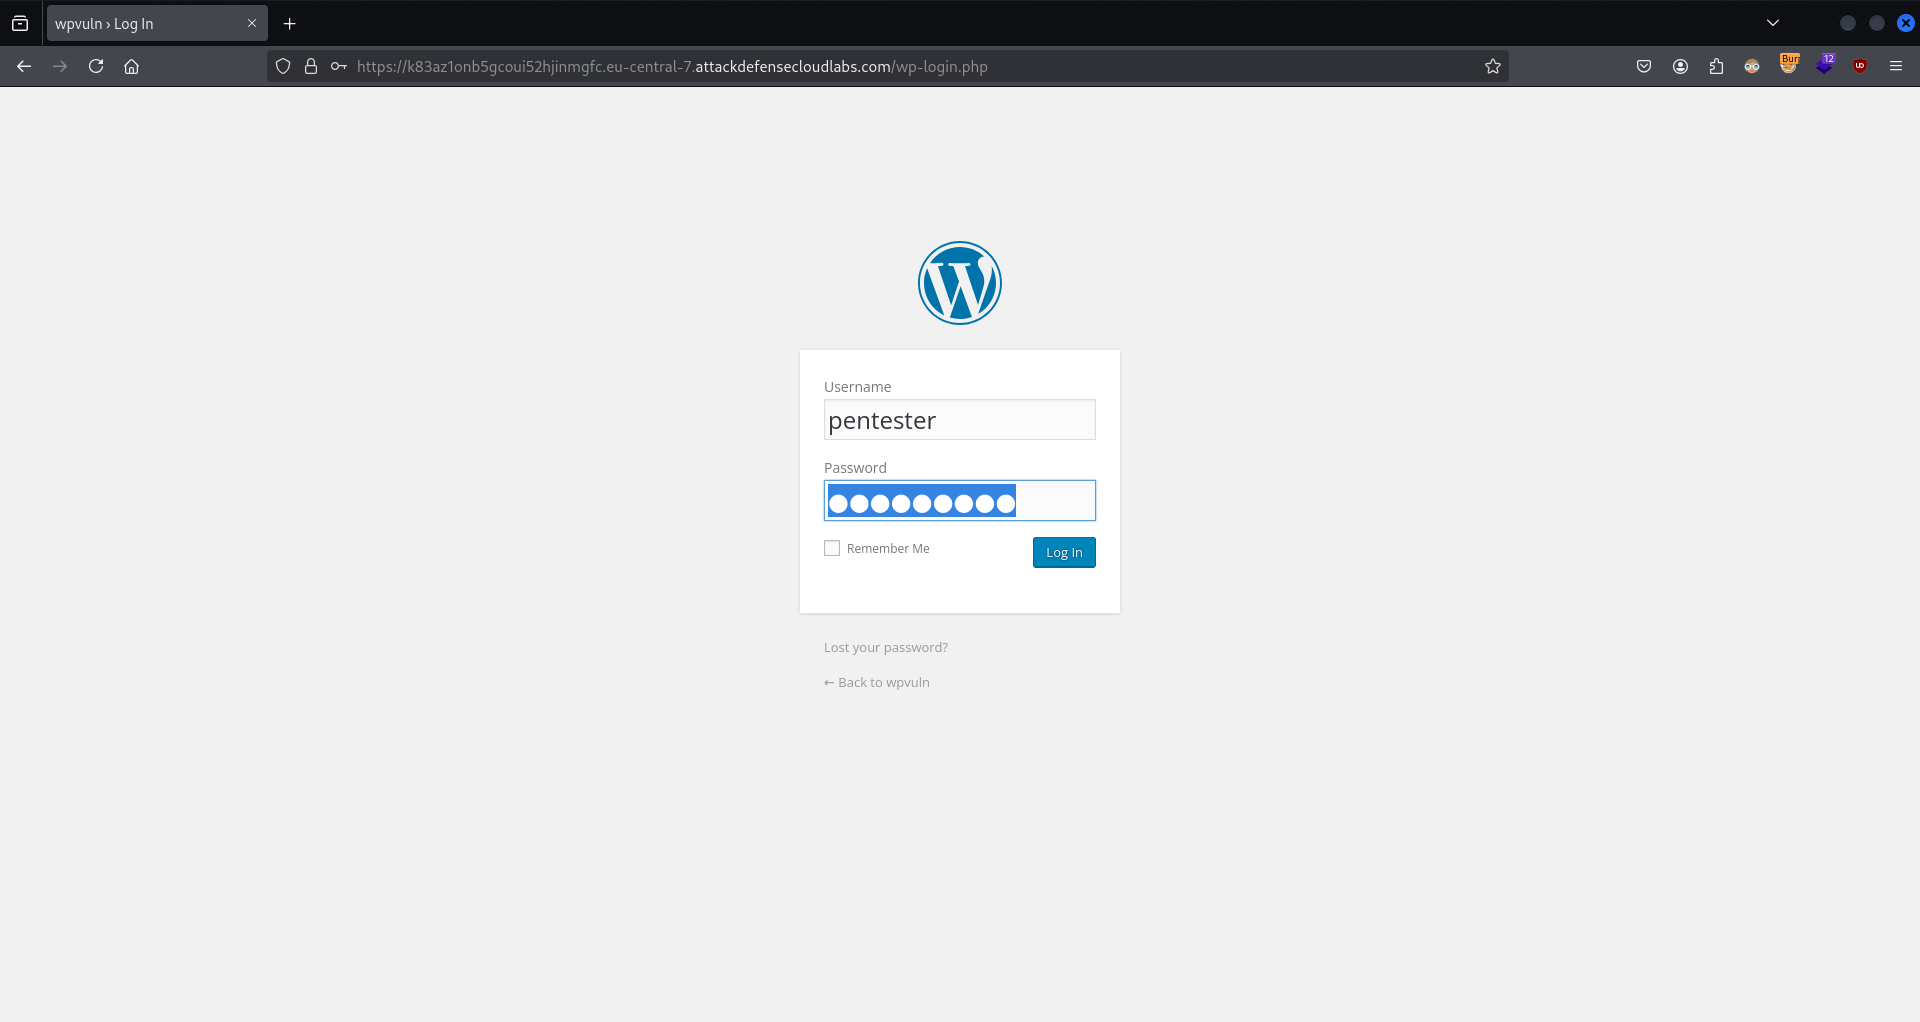 wpvuln › Log In
https://k83az1onb5gcoui52hjinmgfc.eu-central-7.attackdefensecloudlabs.com/wp-login.php
Bur
12
Username
pentester
Password
Remember Me
Log In
Lost your password?
← Back to wpvuln